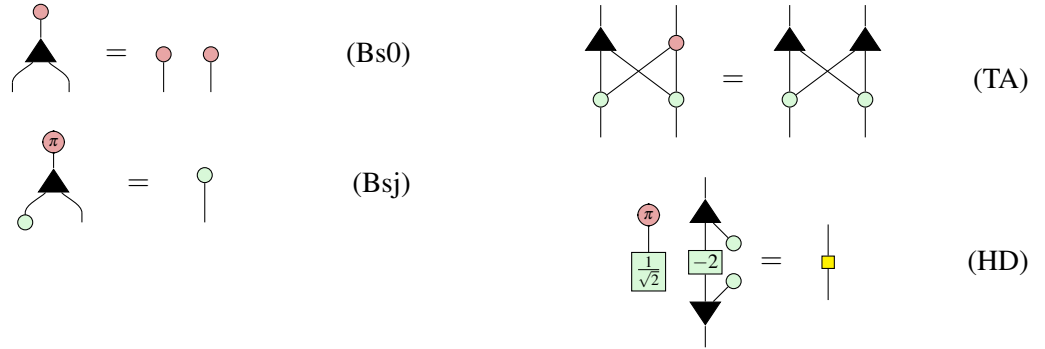 = (Bs0)
= (TA)
π
= (Bsj)
π
1/√2 −2 = (HD)